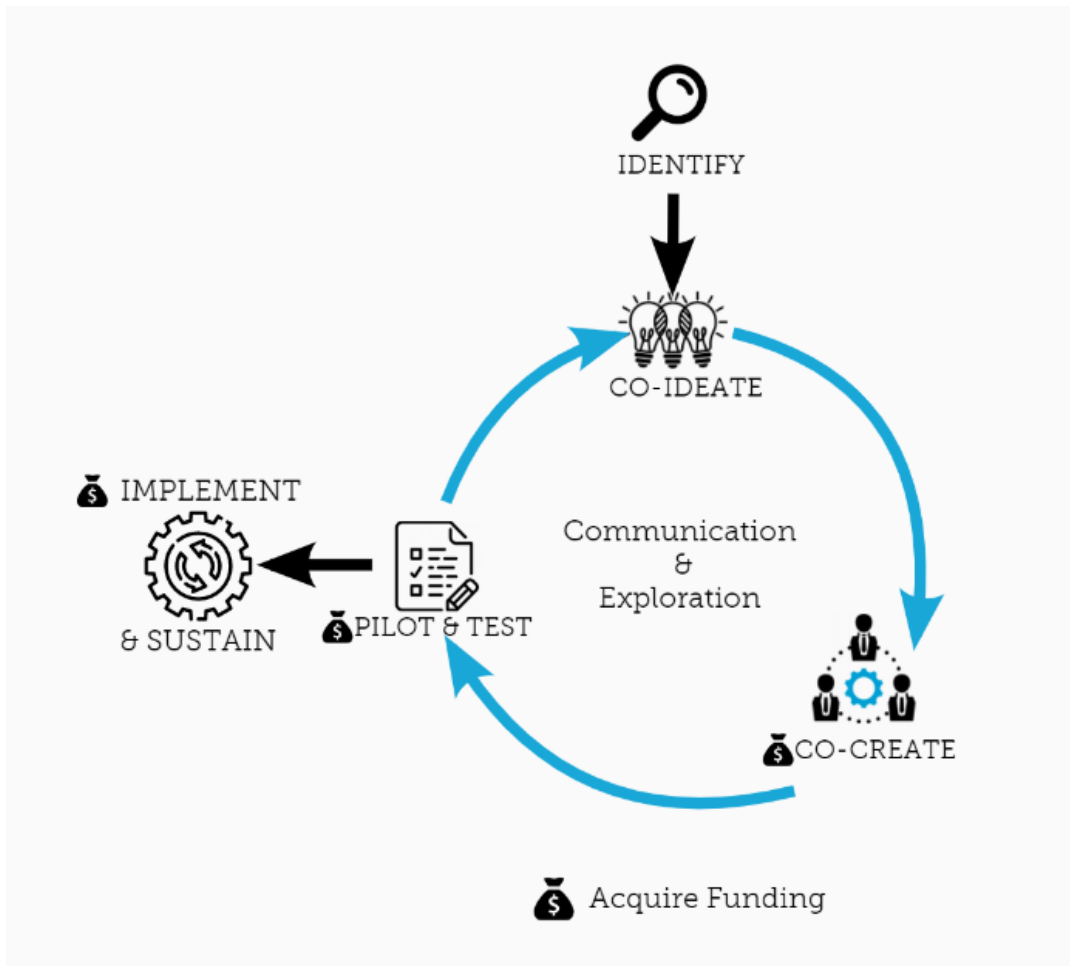 IDENTIFY
CO-IDEATE
Communication
&
Exploration
$ CO-CREATE
$ PILOT & TEST
$ IMPLEMENT
& SUSTAIN
$ Acquire Funding